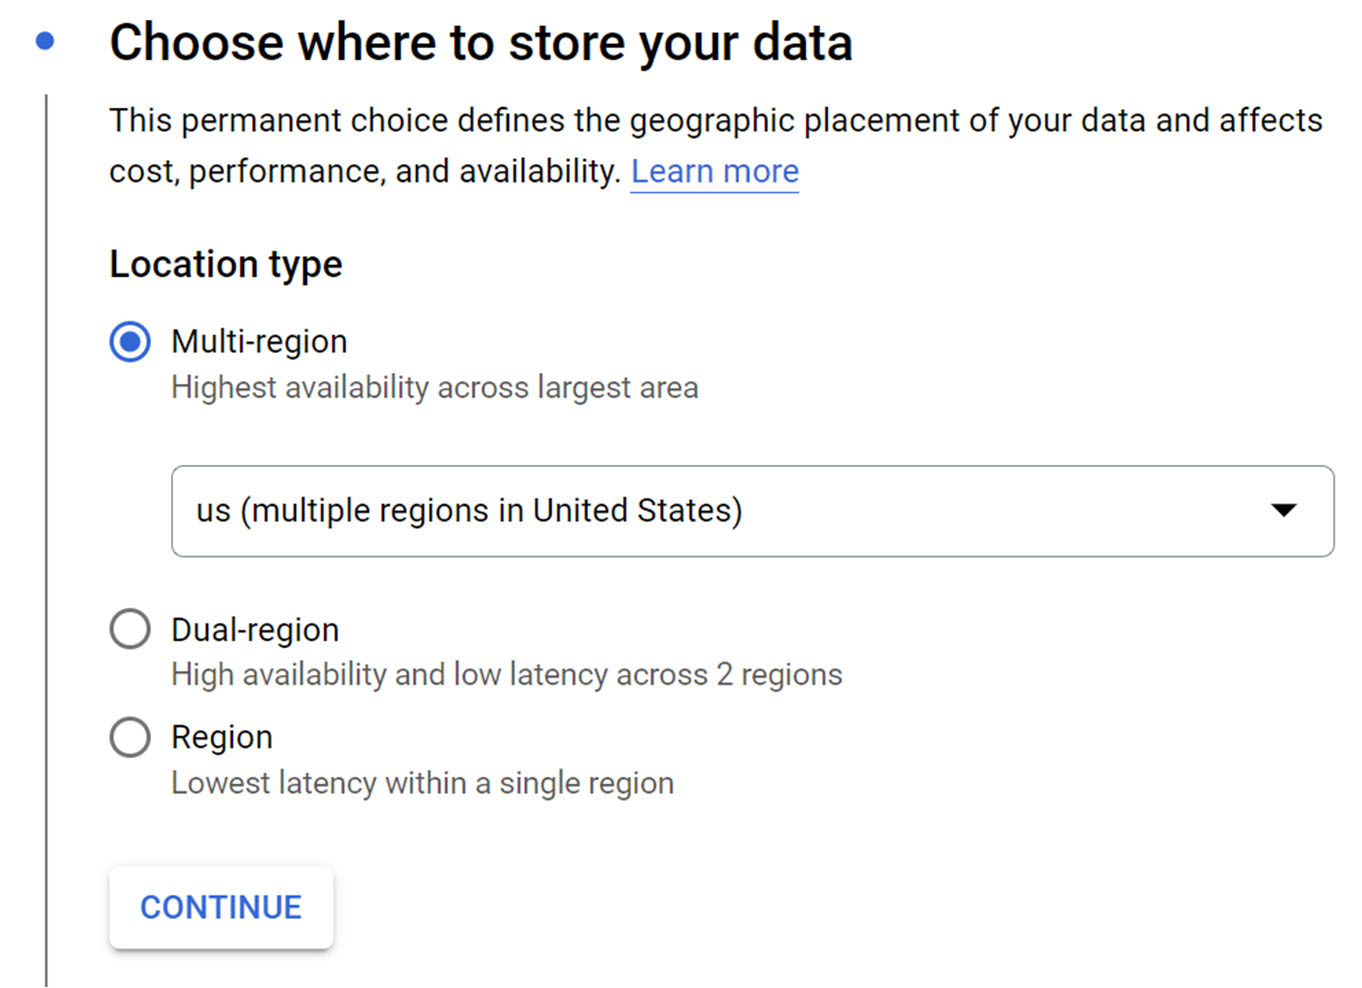 Choose where to store your data
This permanent choice defines the geographic placement of your data and affects
cost, performance, and availability. Learn more
Location type
Multi-region
Highest availability across largest area
us (multiple regions in United States)
Dual-region
High availability and low latency across 2 regions
Region
Lowest latency within a single region
CONTINUE